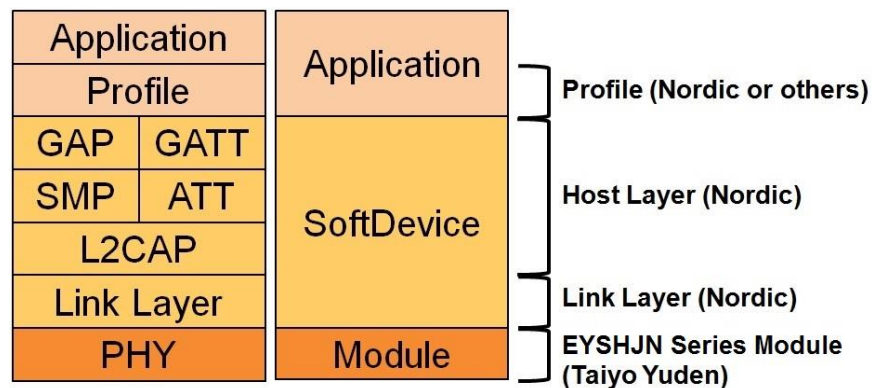 Application
Profile
GAP GATT
SMP ATT
L2CAP
Link Layer
PHY
Application
SoftDevice
Module
Profile (Nordic or others)
Host Layer (Nordic)
Link Layer (Nordic)
EYSHJN Series Module
(Taiyo Yuden)